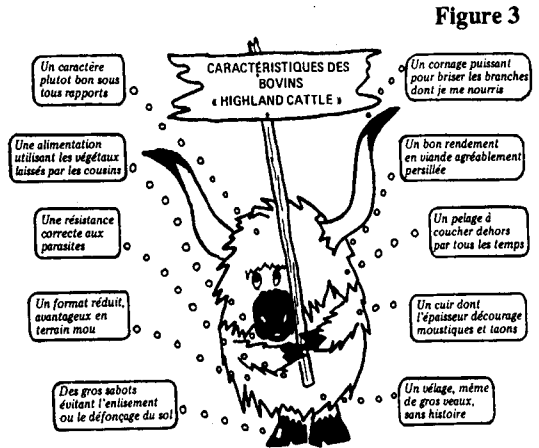 Figure 3
CARACTÉRISTIQUES DES
BOVINS
« HIGHLAND CATTLE »
Un caractère
plutot bon sous
tous rapports
Une alimentation
utilisant les végétaux
laissés par les cousins
Une résistance
correcte aux
parasites
Un format réduit,
avantageux en
terrain mou
Des gros sabots
évitant l'enlisement
ou le défonçage du sol
Un cornage puissant
pour briser les branches
dont je me nourris
Un bon rendement
en viande agréablement
persillée
Un pelage à
coucher dehors
par tous les temps
Un cuir dont
l'épaisseur décourage
moustiques et taons
Un vélage, même
de gros veaux,
sans histoire